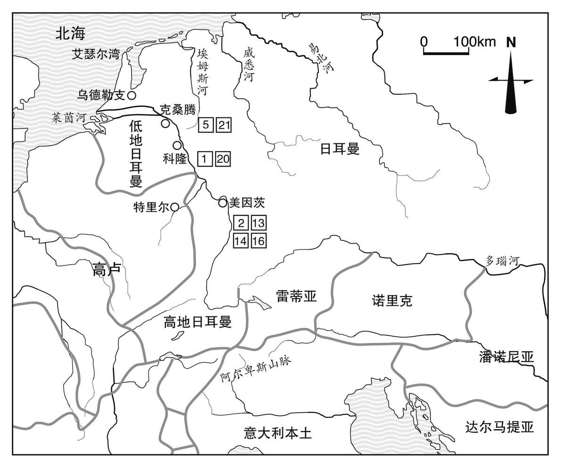 北海
0 100km N
艾瑟尔湾
埃姆斯河
威悉河
易北河
乌德勒支
克桑腾
莱茵河
5 21
低地日耳曼
日耳曼
科隆
1 20
特里尔
美因茨
2 13
14 16
高卢
多瑙河
雷蒂亚
诺里克
高地日耳曼
潘诺尼亚
阿尔卑斯山脉
意大利本土
达尔马提亚